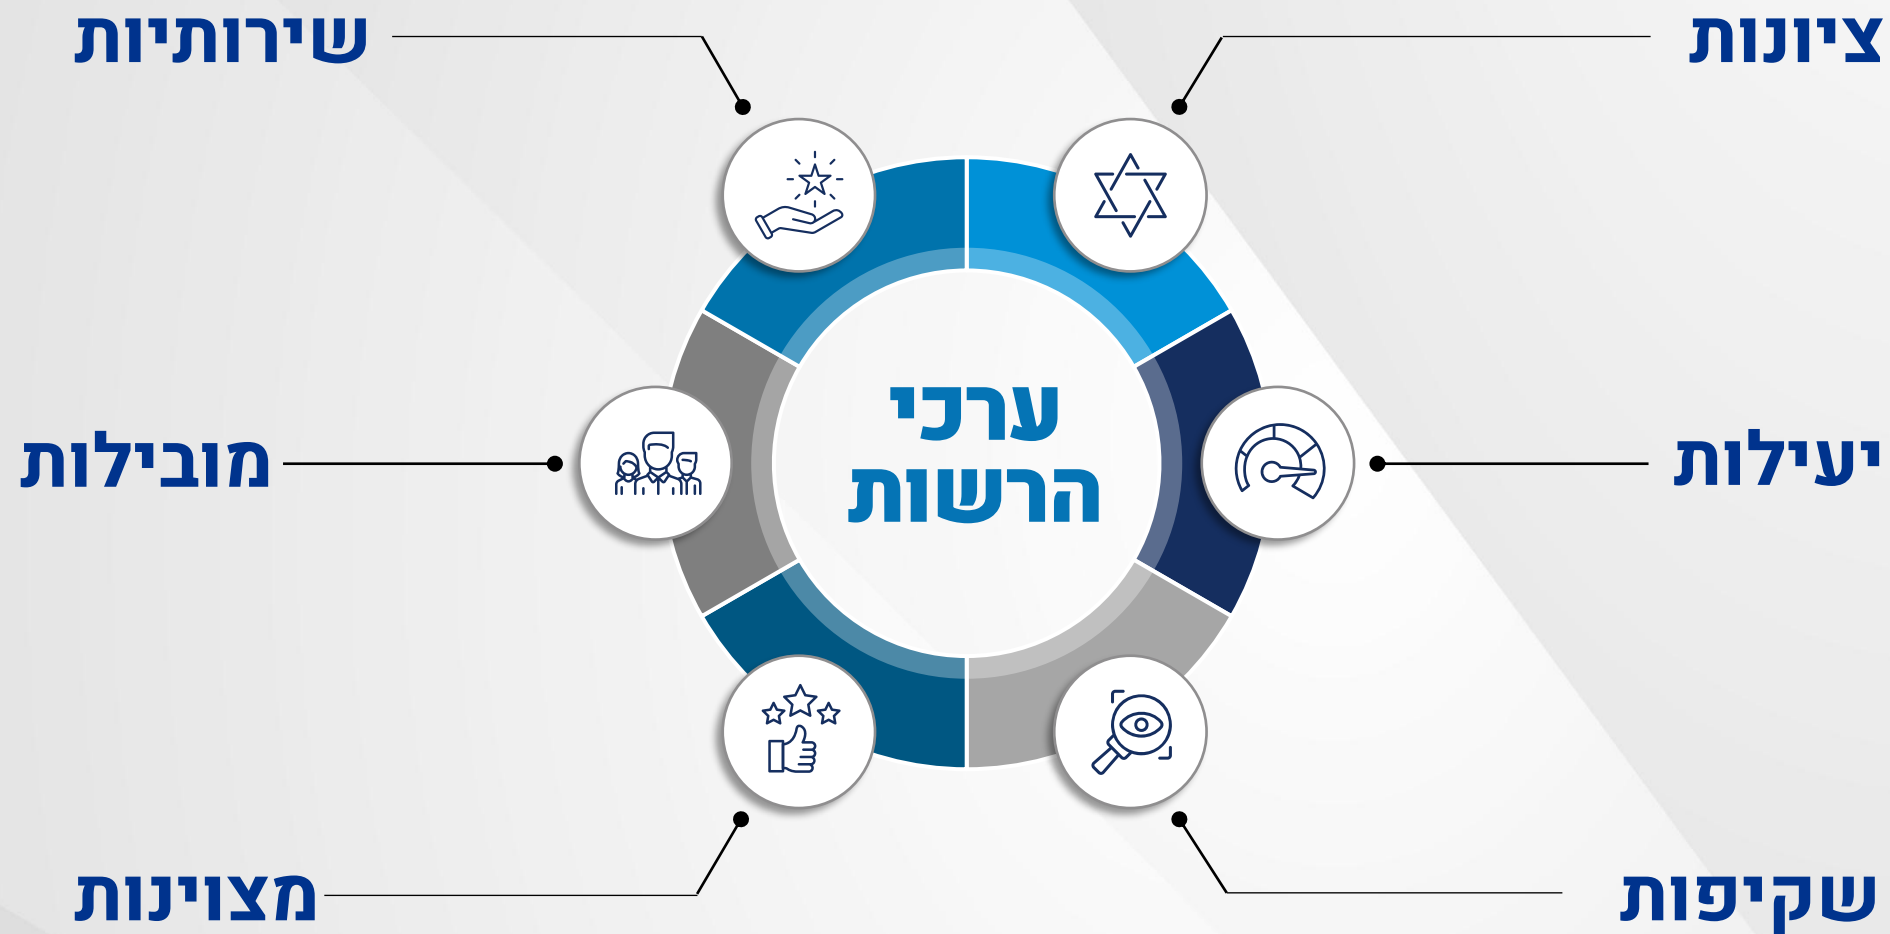 ציונות
שירותיות
ערכי
הרשות
יעילות
מובילות
שקיפות
מצוינות